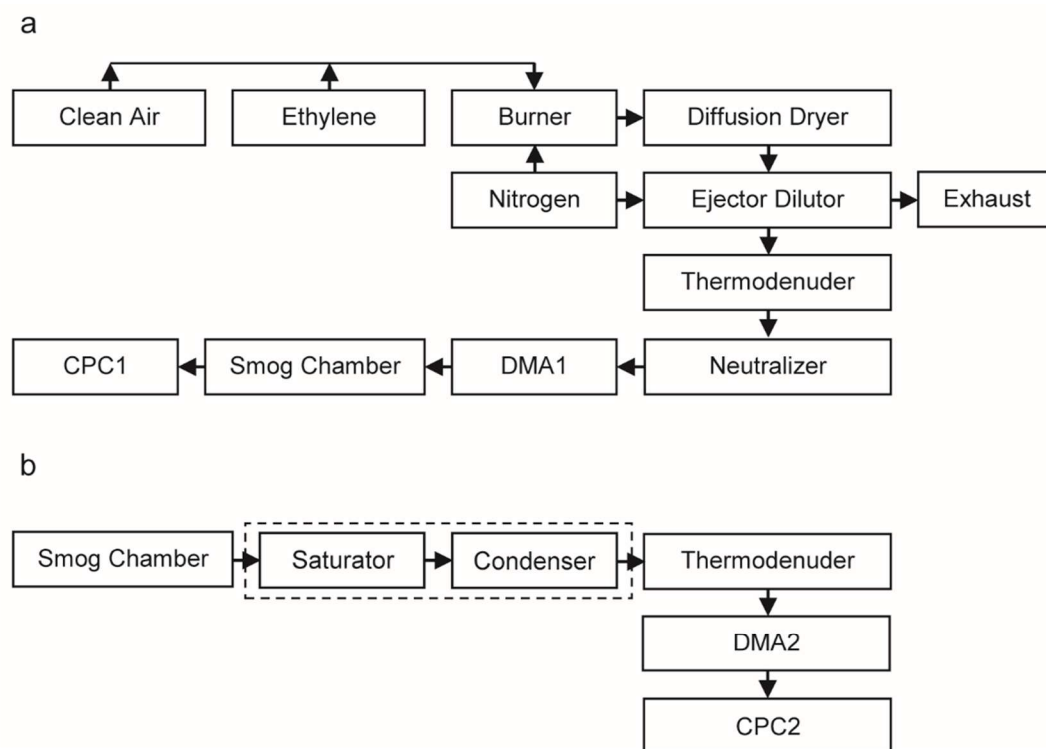 a
Clean Air
Ethylene
Burner
Diffusion Dryer
Nitrogen
Ejector Dilutor
Exhaust
Thermodenuder
CPC1
Smog Chamber
DMA1
Neutralizer
b
Smog Chamber
Saturator
Condenser
Thermodenuder
DMA2
CPC2